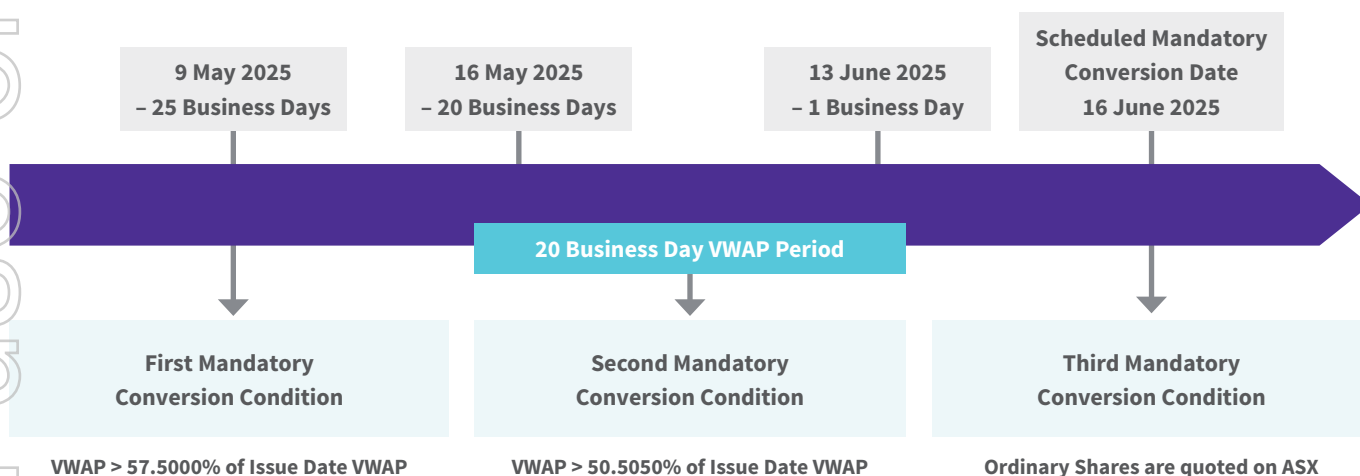 9 May 2025
– 25 Business Days
16 May 2025
– 20 Business Days
13 June 2025
– 1 Business Day
Scheduled Mandatory
Conversion Date
16 June 2025
20 Business Day VWAP Period
First Mandatory
Conversion Condition
Second Mandatory
Conversion Condition
Third Mandatory
Conversion Condition
VWAP > 57.5000% of Issue Date VWAP
VWAP > 50.5050% of Issue Date VWAP
Ordinary Shares are quoted on ASX